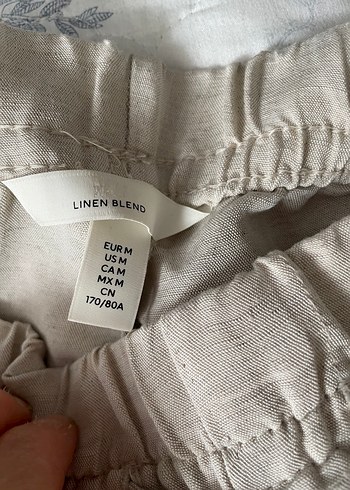 LINEN BLEND
EUR M
US M
CA M
MX M
CN
170/80A